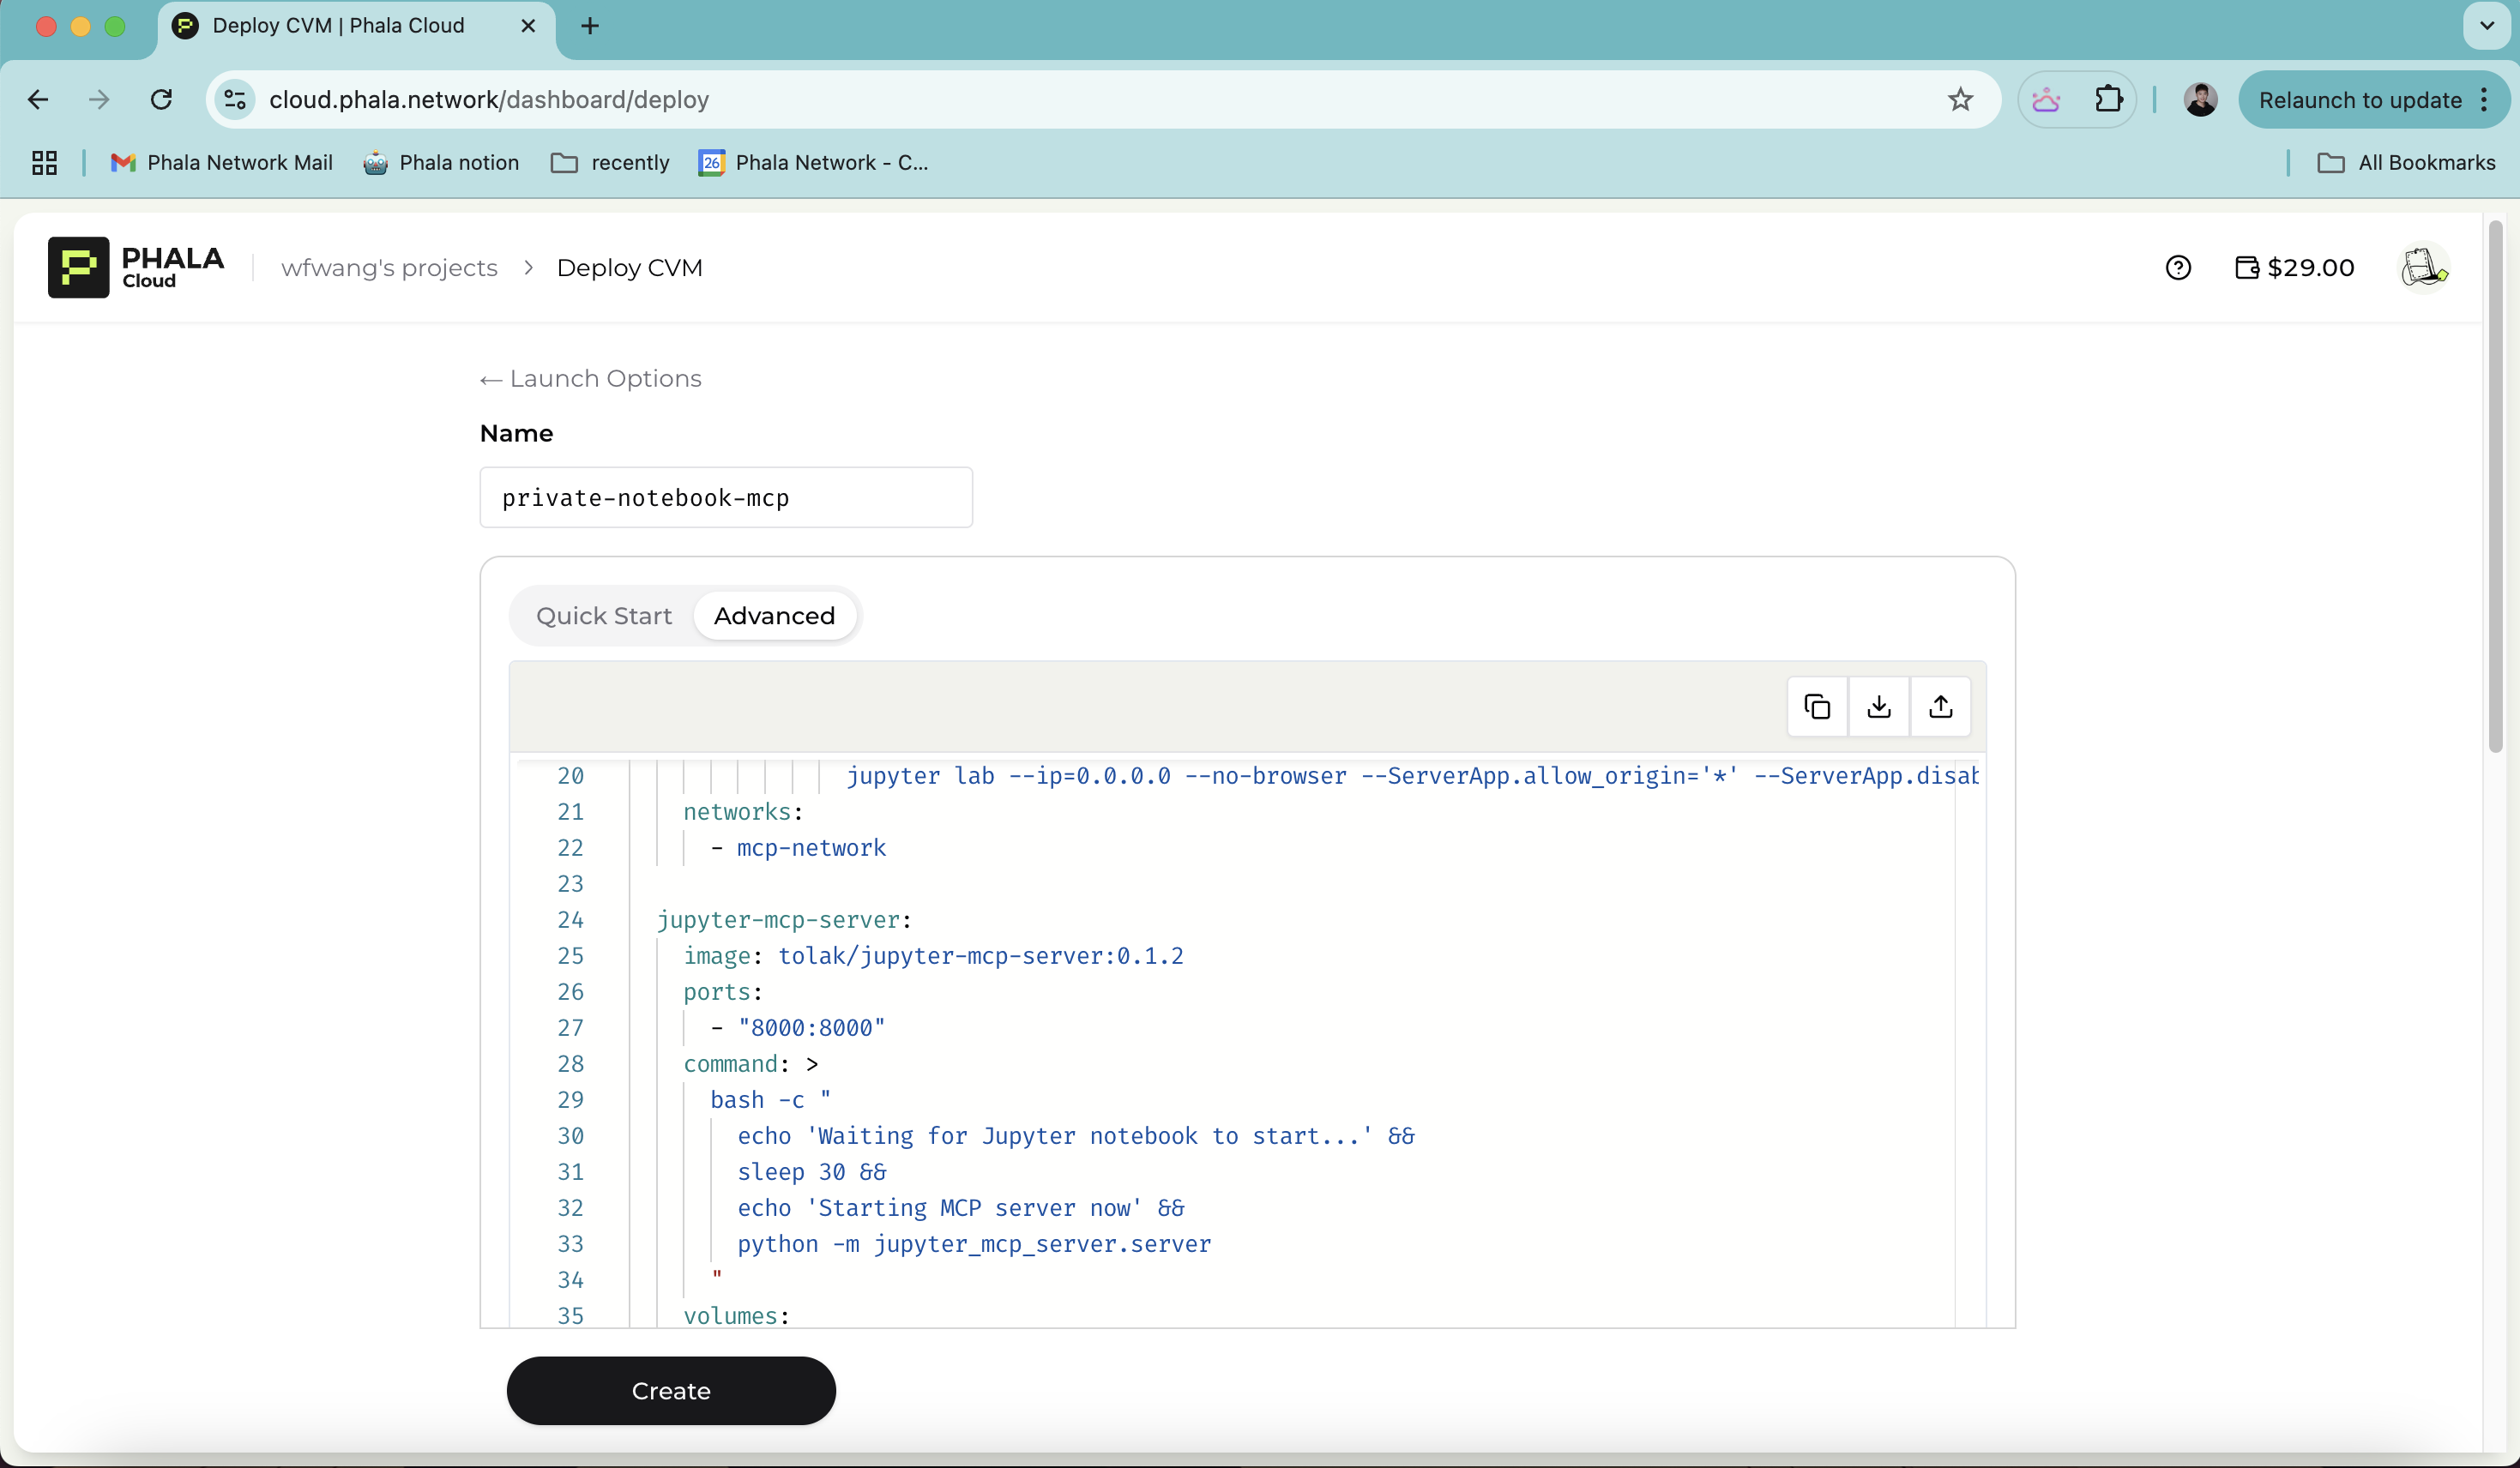 Deploy CVM | Phala Cloud
cloud.phala.network/dashboard/deploy
Relaunch to update
Phala Network Mail
Phala notion
recently
26
Phala Network - C...
All Bookmarks
PHALA
Cloud
wfwang's projects > Deploy CVM
$29.00
← Launch Options
Name
private-notebook-mcp
Quick Start
Advanced
20 jupyter lab --ip=0.0.0.0 --no-browser --ServerApp.allow_origin='*' --ServerApp.disab
21 networks:
22 - mcp-network
23
24 jupyter-mcp-server:
25 image: tolak/jupyter-mcp-server:0.1.2
26 ports:
27 - "8000:8000"
28 command: >
29 bash -c "
30 echo 'Waiting for Jupyter notebook to start...' &&
31 sleep 30 &&
32 echo 'Starting MCP server now' &&
33 python -m jupyter_mcp_server.server
34 "
35 volumes:
Create